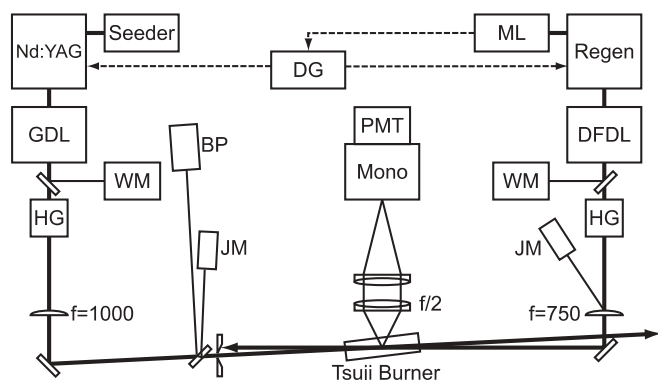 Seeder
ML
Nd:YAG
DG
Regen
GDL
PMT
DFDL
BP
WM
Mono
WM
HG
HG
JM
JM
f=1000
f/2
f=750
Tsuii Burner